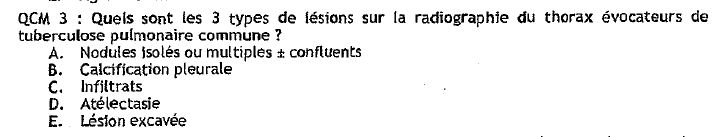 QCM 3 : Quels sont les 3 types de lésions sur la radiographie du thorax évocateurs de
tuberculose pulmonaire commune ?
A. Nodules isolés ou multiples ± confluents
B. Calcification pleurale
C. Infiltrats
D. Atélectasie
E. Lésion excavée